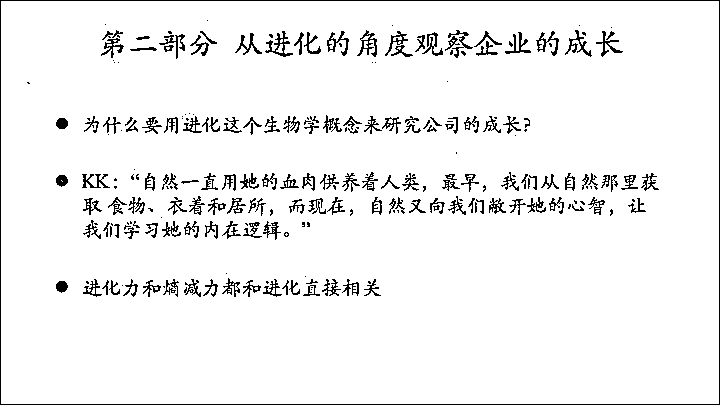 第二部分 从进化的角度观察企业的成长
● 为什么要用进化这个生物学概念来研究公司的成长?
● KK：“自然一直用她的血肉供养着人类，最早，我们从自然那里获
取 食物、衣着和居所，而现在，自然又向我们敞开她的心智，让
我们学习她的内在逻辑。”
● 进化力和熵减力都和进化直接相关